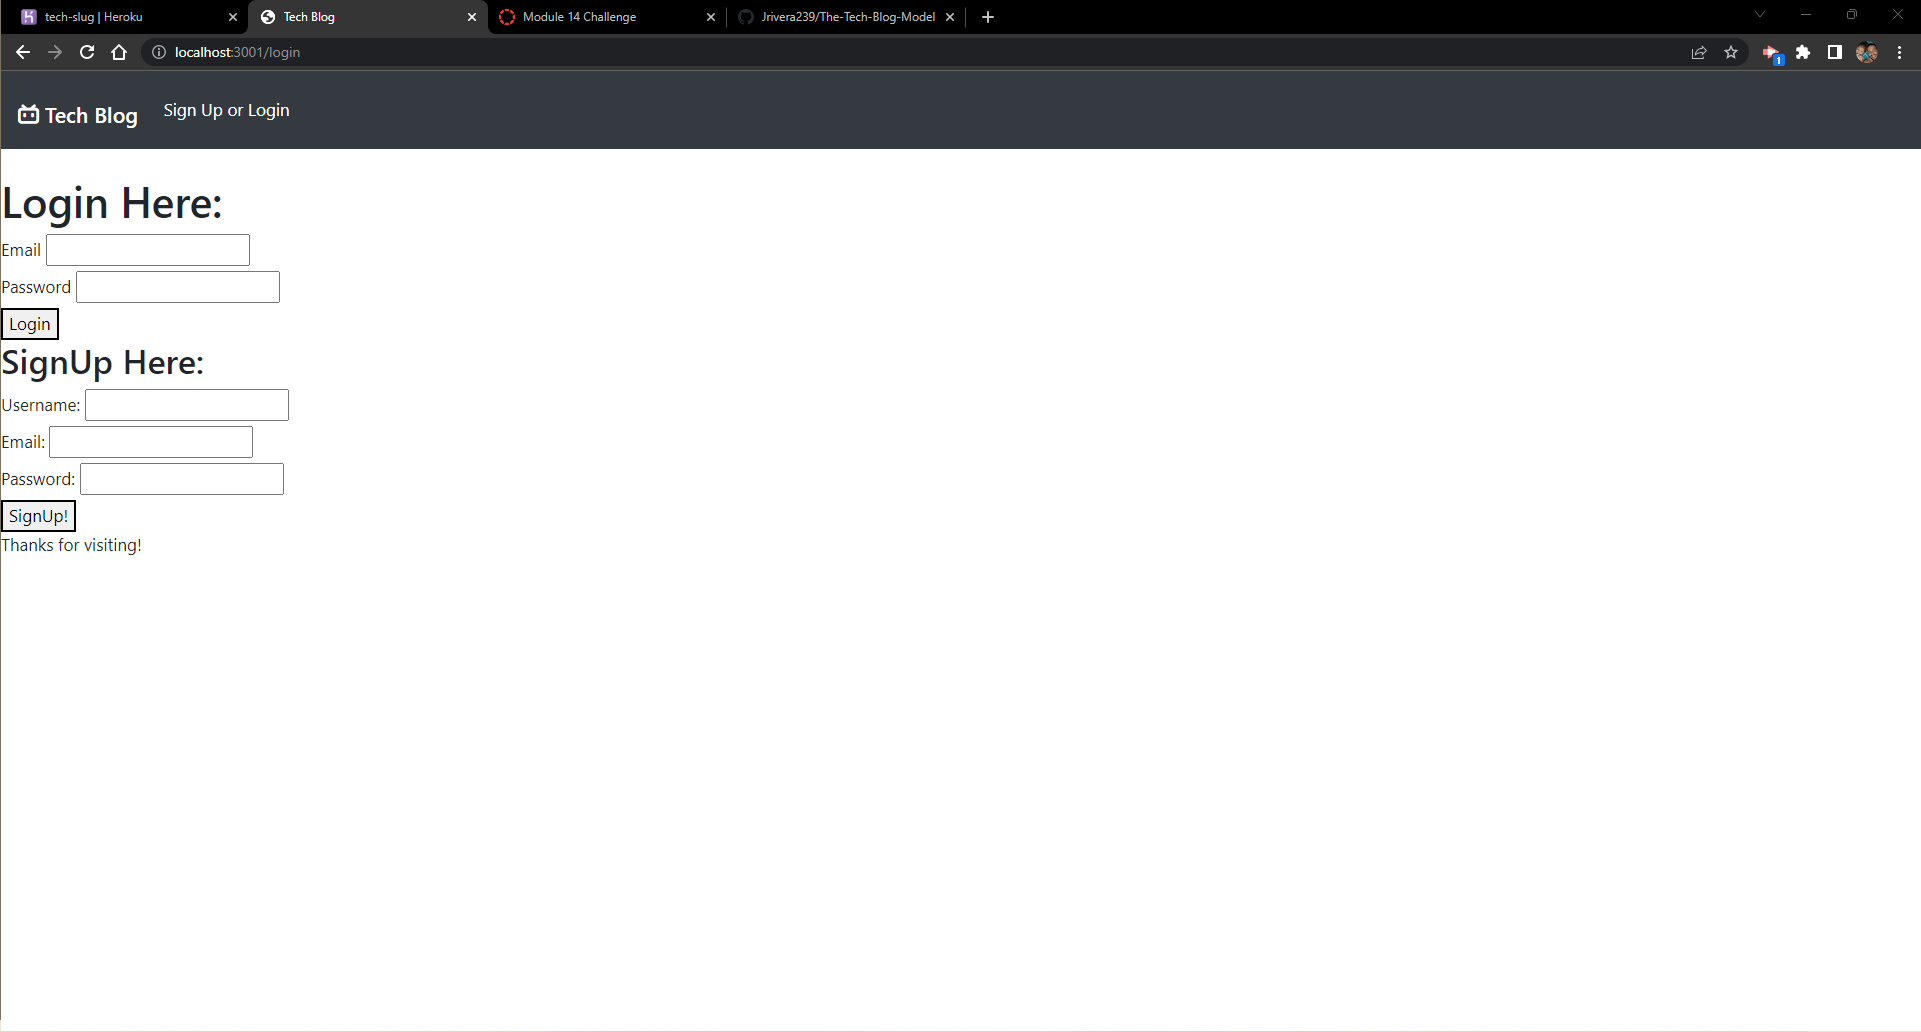 tech-slug | Heroku
Tech Blog
Module 14 Challenge
Jrivera239/The-Tech-Blog-Model
localhost:3001/login
1
Tech Blog
Sign Up or Login
Login Here:
Email
Password
Login
SignUp Here:
Username:
Email:
Password:
SignUp!
Thanks for visiting!